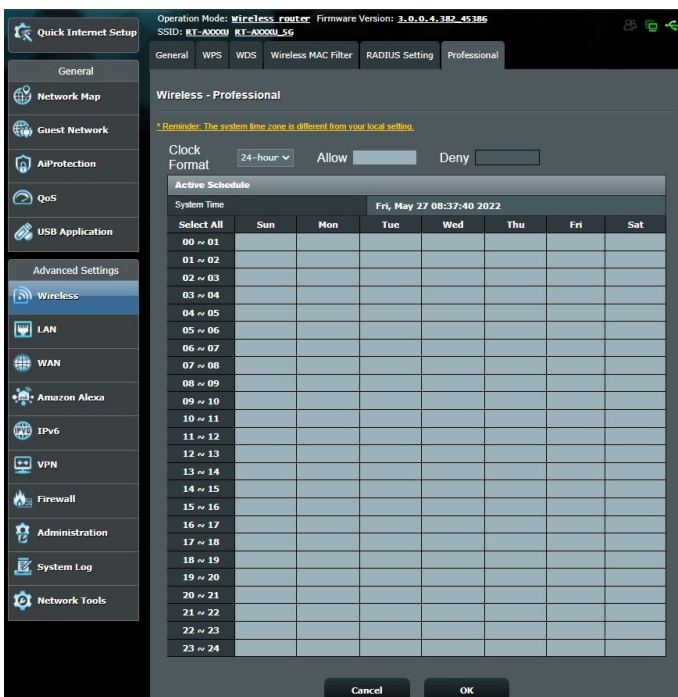 Quick Internet Setup
General
Network Map
Guest Network
AiProtection
QoS
USB Application
Advanced Settings
Wireless
LAN
WAN
Amazon Alexa
IPv6
VPN
Firewall
Administration
System Log
Network Tools
Operation Mode: Wireless router Firmware Version: 3.0.0.4.382_45386
SSID: RT-AXXXU RT-AXXXU_5G
General WPS WDS Wireless MAC Filter RADIUS Setting Professional
Wireless - Professional
* Reminder: The system time zone is different from your local setting.
Clock Format 24-hour Allow Deny
Active Schedule
System Time Fri, May 27 08:37:40 2022
Select All Sun Mon Tue Wed Thu Fri Sat
00 ~ 01
01 ~ 02
02 ~ 03
03 ~ 04
04 ~ 05
05 ~ 06
06 ~ 07
07 ~ 08
08 ~ 09
09 ~ 10
10 ~ 11
11 ~ 12
12 ~ 13
13 ~ 14
14 ~ 15
15 ~ 16
16 ~ 17
17 ~ 18
18 ~ 19
19 ~ 20
20 ~ 21
21 ~ 22
22 ~ 23
23 ~ 24
Cancel OK